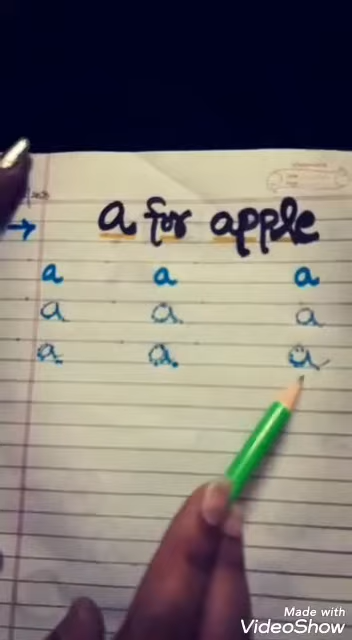 → a for apple
a a a
a a a
a a a
Made with
VideoShow